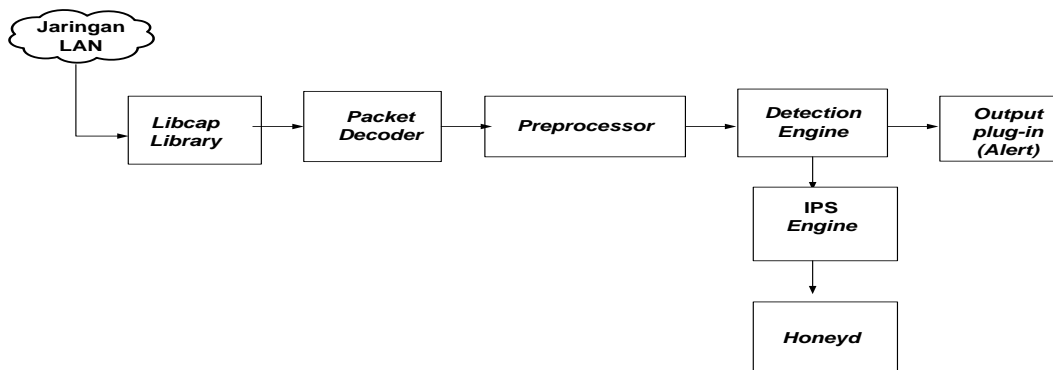 Jaringan
LAN
Libcap
Library
Packet
Decoder
Preprocessor
Detection
Engine
Output
plug-in
(Alert)
IPS
Engine
Honeyd